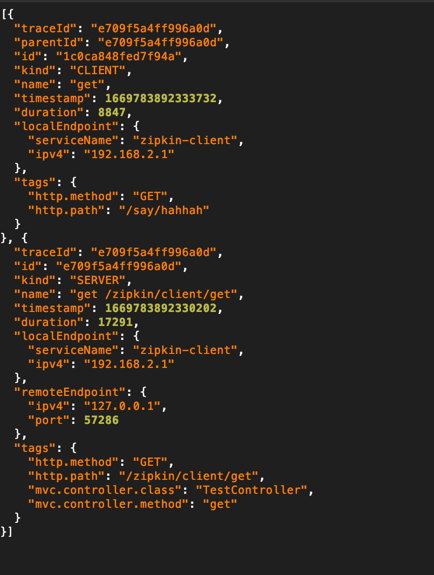 [{
  "traceId": "e709f5a4ff996a0d",
  "parentId": "e709f5a4ff996a0d",
  "id": "1c0ca848fed7f94a",
  "kind": "CLIENT",
  "name": "get",
  "timestamp": 1669783892333732,
  "duration": 8847,
  "localEndpoint": {
    "serviceName": "zipkin-client",
    "ipv4": "192.168.2.1"
  },
  "tags": {
    "http.method": "GET",
    "http.path": "/say/hahhah"
  }
}, {
  "traceId": "e709f5a4ff996a0d",
  "id": "e709f5a4ff996a0d",
  "kind": "SERVER",
  "name": "get /zipkin/client/get",
  "timestamp": 1669783892330202,
  "duration": 17291,
  "localEndpoint": {
    "serviceName": "zipkin-client",
    "ipv4": "192.168.2.1"
  },
  "remoteEndpoint": {
    "ipv4": "127.0.0.1",
    "port": 57286
  },
  "tags": {
    "http.method": "GET",
    "http.path": "/zipkin/client/get",
    "mvc.controller.class": "TestController",
    "mvc.controller.method": "get"
  }
}]